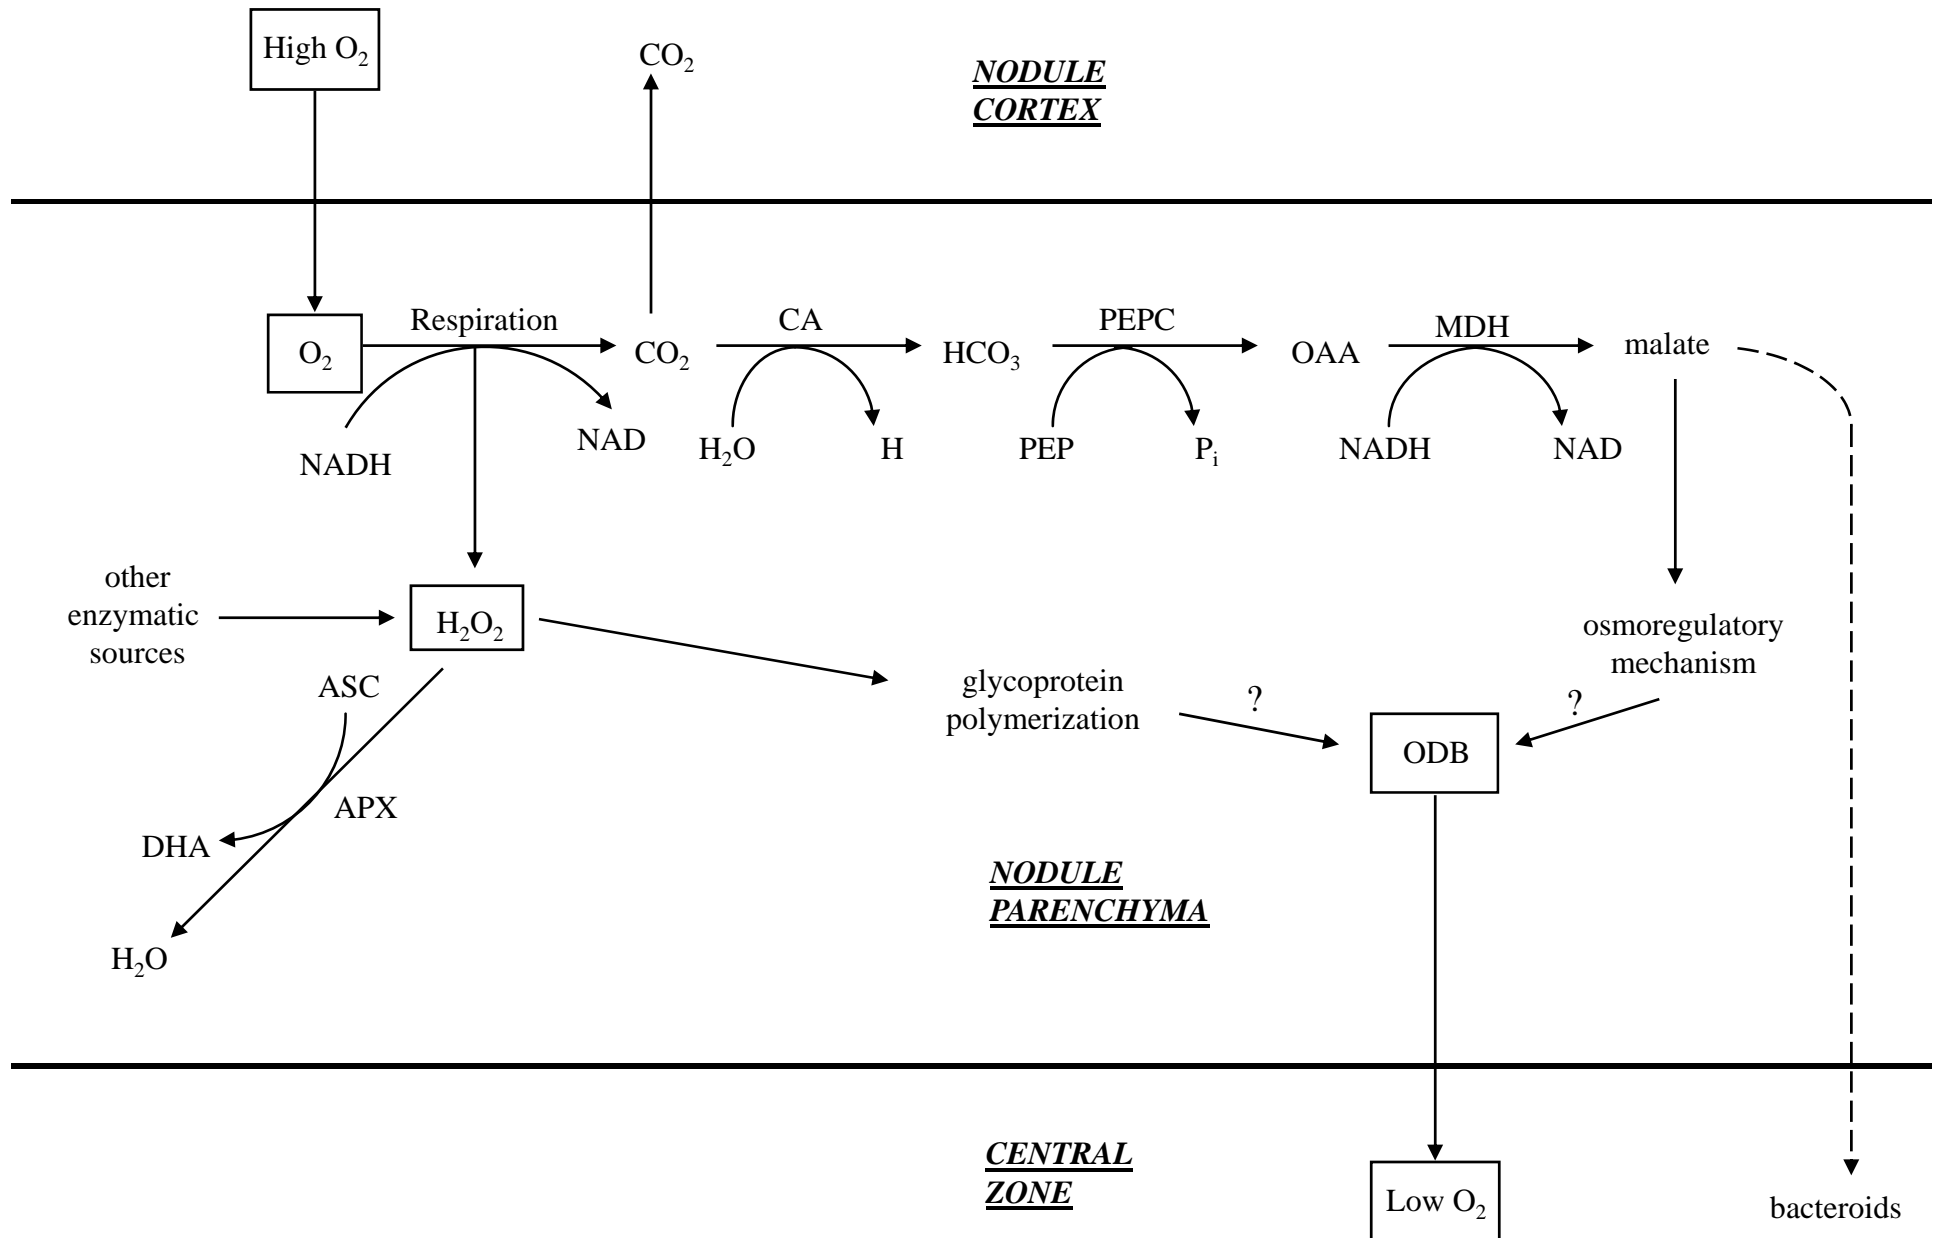 High O₂
CO₂
NODULE
CORTEX
Respiration
CA
PEPC
MDH
O₂
CO₂
HCO₃
OAA
malate
NADH
NAD
H₂O
H
PEP
Pᵢ
NADH
NAD
other
enzymatic
sources
H₂O₂
osmoregulatory
mechanism
ASC
glycoprotein
polymerization
?
?
ODB
APX
DHA
NODULE
PARENCHYMA
H₂O
CENTRAL
ZONE
Low O₂
bacteroids